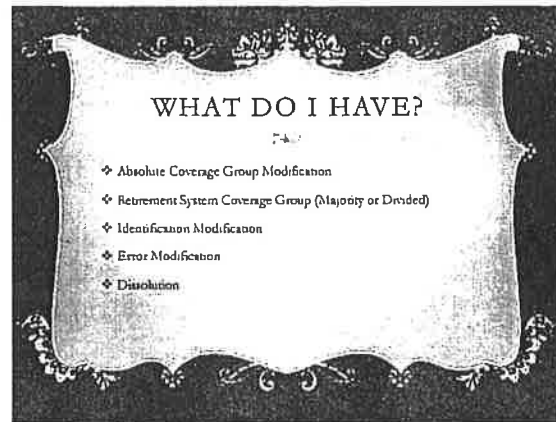 WHAT DO I HAVE?
❖ Absolute Coverage Group Modification
❖ Retirement System Coverage Group (Majority or Divided)
❖ Identification Modification
❖ Error Modification
❖ Dissolution